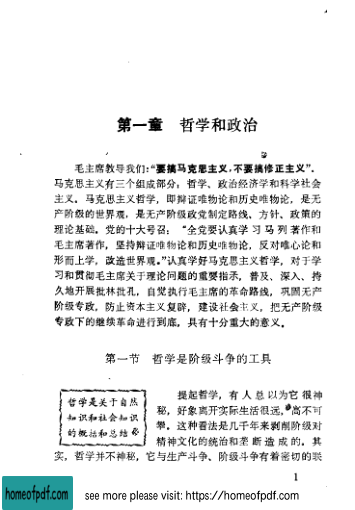 第一章 哲学和政治
毛主席教导我们：“要搞马克思主义，不要搞修正主义”。
马克思主义有三个组成部分：哲学、政治经济学和科学社会
主义。马克思主义哲学，即辩证唯物论和历史唯物论，是无
产阶级的世界观，是无产阶级政党制定路线、方针、政策的
理论基础。党的十大号召：“全党要认真学习马列著作和
毛主席著作，坚持辩证唯物论和历史唯物论，反对唯心论和
形而上学，改造世界观。”认真学好马克思主义哲学，对于学
习和贯彻毛主席关于理论问题的重要指示，普及、深入、持
久地开展批林批孔，自觉执行毛主席的革命路线，巩固无产
阶级专政，防止资本主义复辟，建设社会主义，把无产阶级
专政下的继续革命进行到底，具有十分重大的意义。
第一节 哲学是阶级斗争的工具
哲学是关于自然
知识和社会知识
的概括和总结
提起哲学，有人总以为它很神
秘，好象离开实际生活很远，高不可
攀。这种看法是几千年来剥削阶级对
精神文化的统治和垄断造成的。其
实，哲学并不神秘，它与生产斗争、阶级斗争有着密切的联
1
homeofpdf.com
see more please visit: https://homeofpdf.com